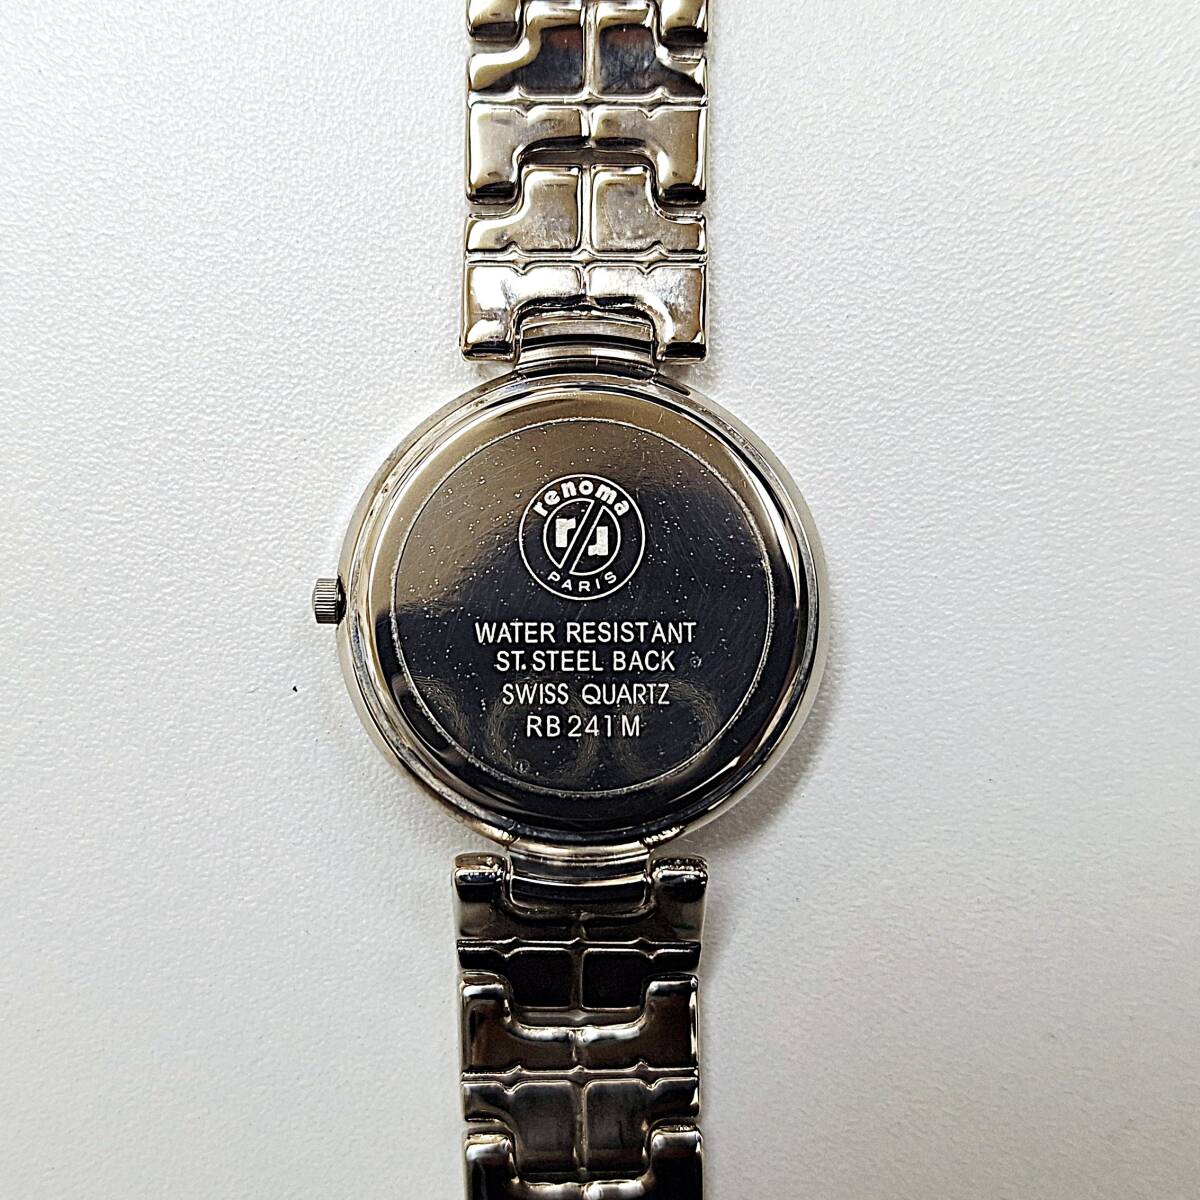 renoma
r
PARIS
WATER RESISTANT
ST. STEEL BACK
SWISS QUARTZ
RB241M